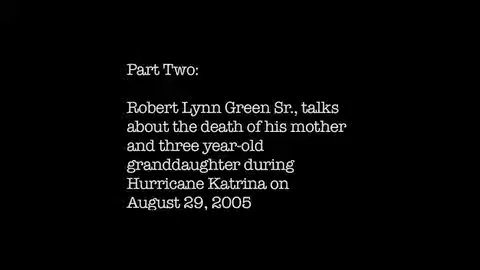 Part Two:
Robert Lynn Green Sr., talks
about the death of his mother
and three year-old
granddaughter during
Hurricane Katrina on
August 29, 2005